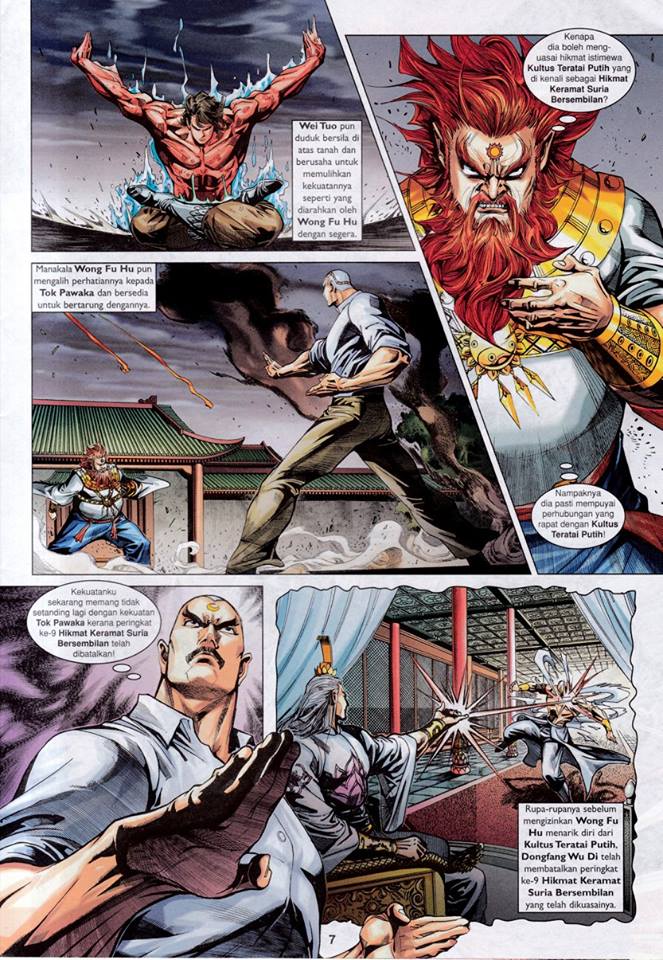 Wei Tuo pun
duduk bersila di
atas tanah dan
berusaha untuk
memulihkan
kekuatannya
seperti yang
diarahkan oleh
Wong Fu Hu
dengan segera.
Kenapa
dia boleh meng-
uasai hikmat istimewa
Kultus Teratai Putih yang
di kenali sebagai Hikmat
Keramat Suria
Bersembilan?
Manakala Wong Fu Hu pun
mengalih perhatiannya kepada
Tok Pawaka dan bersedia
untuk bertarung dengannya.
Nampaknya
dia pasti mempuyai
perhubungan yang
rapat dengan Kultus
Teratai Putih!
Kekuatanku
sekarang memang tidak
setanding lagi dengan kekuatan
Tok Pawaka kerana peringkat
ke-9 Hikmat Keramat Suria
Bersembilan telah
dibatalkan!
Rupa-rupanya sebelum
mengizinkan Wong Fu
Hu menarik diri dari
Kultus Teratai Putih,
Dongfang Wu Di telah
membatalkan peringkat
ke-9 Hikmat Keramat
Suria Bersembilan
yang telah dikuasainya.
7